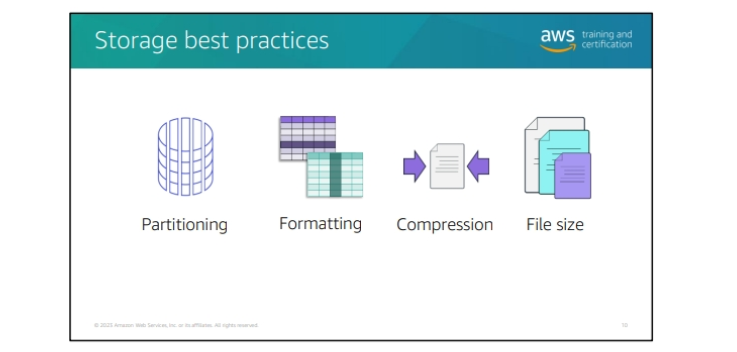 Storage best practices
aws training and
certification
Partitioning
Formatting
Compression
File size
© 2025 Amazon Web Services, Inc. or its affiliates. All rights reserved.
10